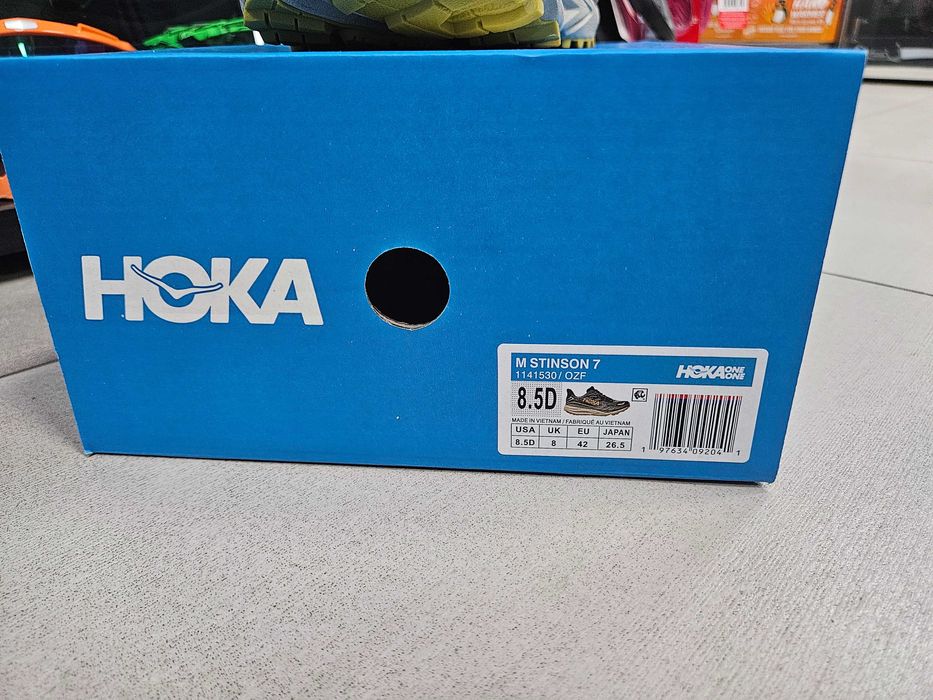 HOKA
M STINSON 7
1141530 / OZF
HOKA ONE ONE
8.5D
MADE IN VIETNAM / FABRIQUÉ AU VIETNAM
USA UK EU JAPAN
8.5D 8 42 26.5
1 97634 09204 1